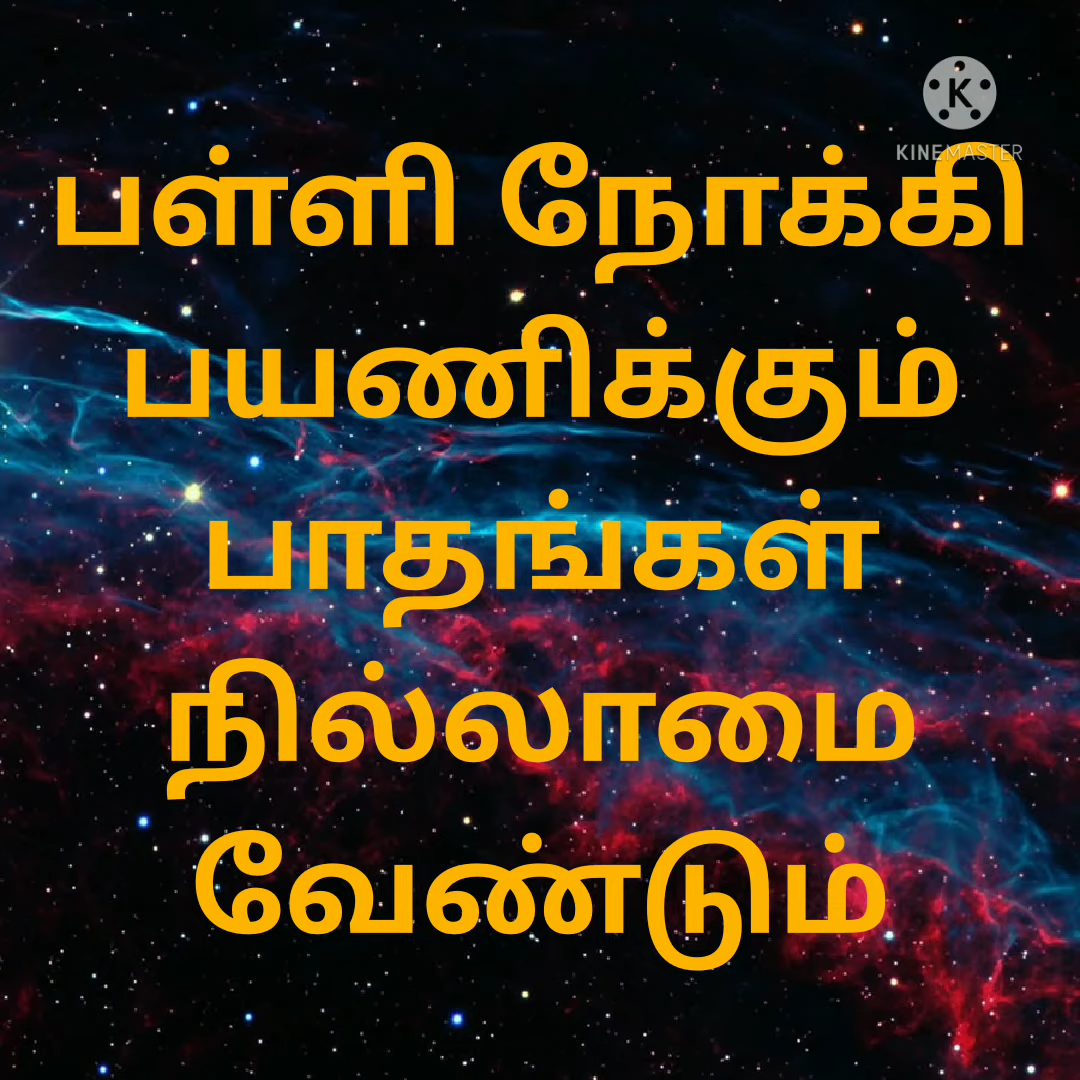 K
KINEMASTER
பள்ளி நோக்கி
பயணிக்கும்
பாதங்கள்
நில்லாமை
வேண்டும்